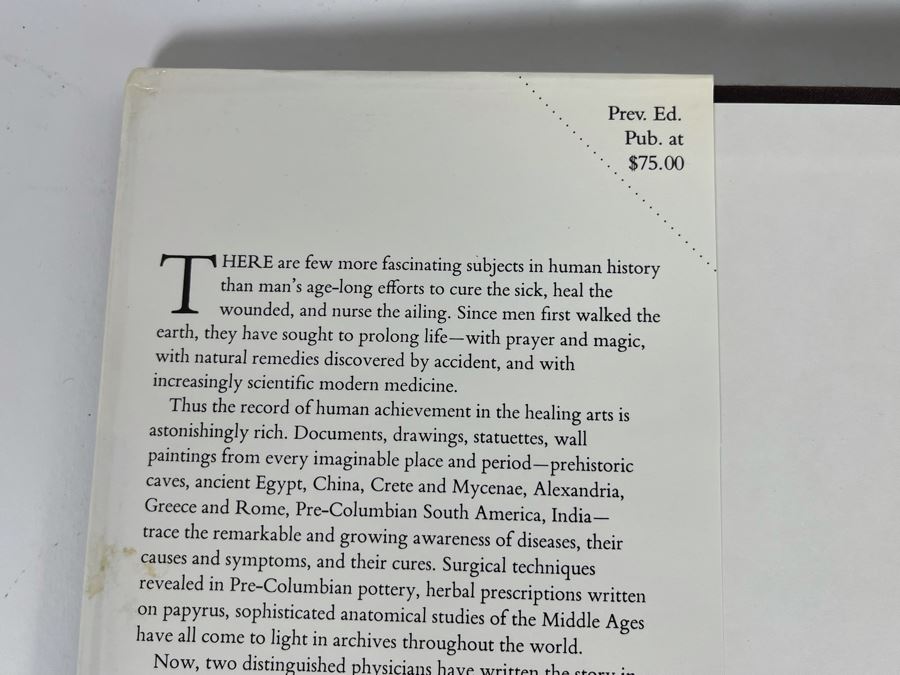 Prev. Ed.
Pub. at
$75.00
THERE are few more fascinating subjects in human history
than man's age-long efforts to cure the sick, heal the
wounded, and nurse the ailing. Since men first walked the
earth, they have sought to prolong life—with prayer and magic,
with natural remedies discovered by accident, and with
increasingly scientific modern medicine.
Thus the record of human achievement in the healing arts is
astonishingly rich. Documents, drawings, statuettes, wall
paintings from every imaginable place and period—prehistoric
caves, ancient Egypt, China, Crete and Mycenae, Alexandria,
Greece and Rome, Pre-Columbian South America, India—
trace the remarkable and growing awareness of diseases, their
causes and symptoms, and their cures. Surgical techniques
revealed in Pre-Columbian pottery, herbal prescriptions written
on papyrus, sophisticated anatomical studies of the Middle Ages
have all come to light in archives throughout the world.
Now, two distinguished physicians have written the story in